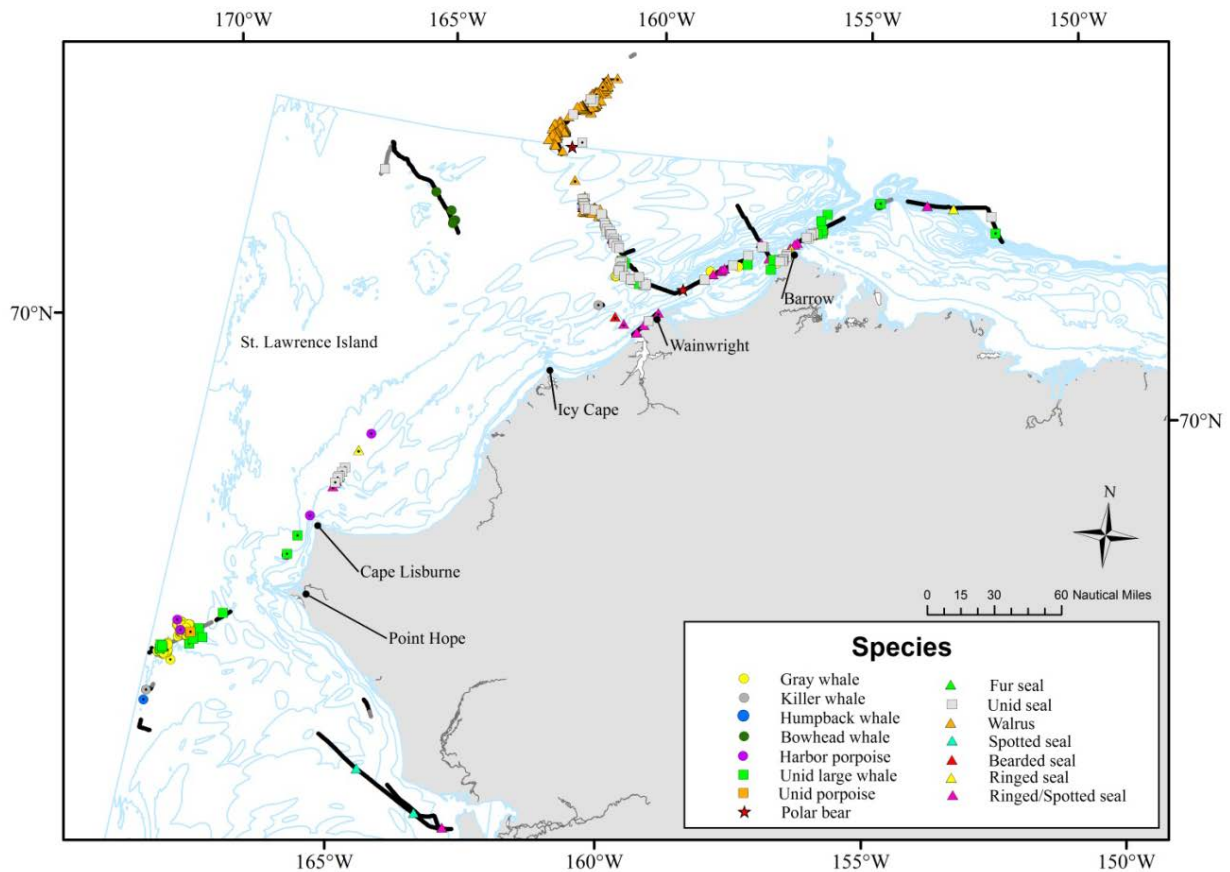 170°W 165°W 160°W 155°W 150°W
70°N
St. Lawrence Island
Barrow
Wainwright
Icy Cape
70°N
Cape Lisburne
Point Hope
N
0 15 30 60 Nautical Miles
Species
Gray whale
Killer whale
Humpback whale
Bowhead whale
Harbor porpoise
Unid large whale
Unid porpoise
Polar bear
Fur seal
Unid seal
Walrus
Spotted seal
Bearded seal
Ringed seal
Ringed/Spotted seal
165°W 160°W 155°W 150°W